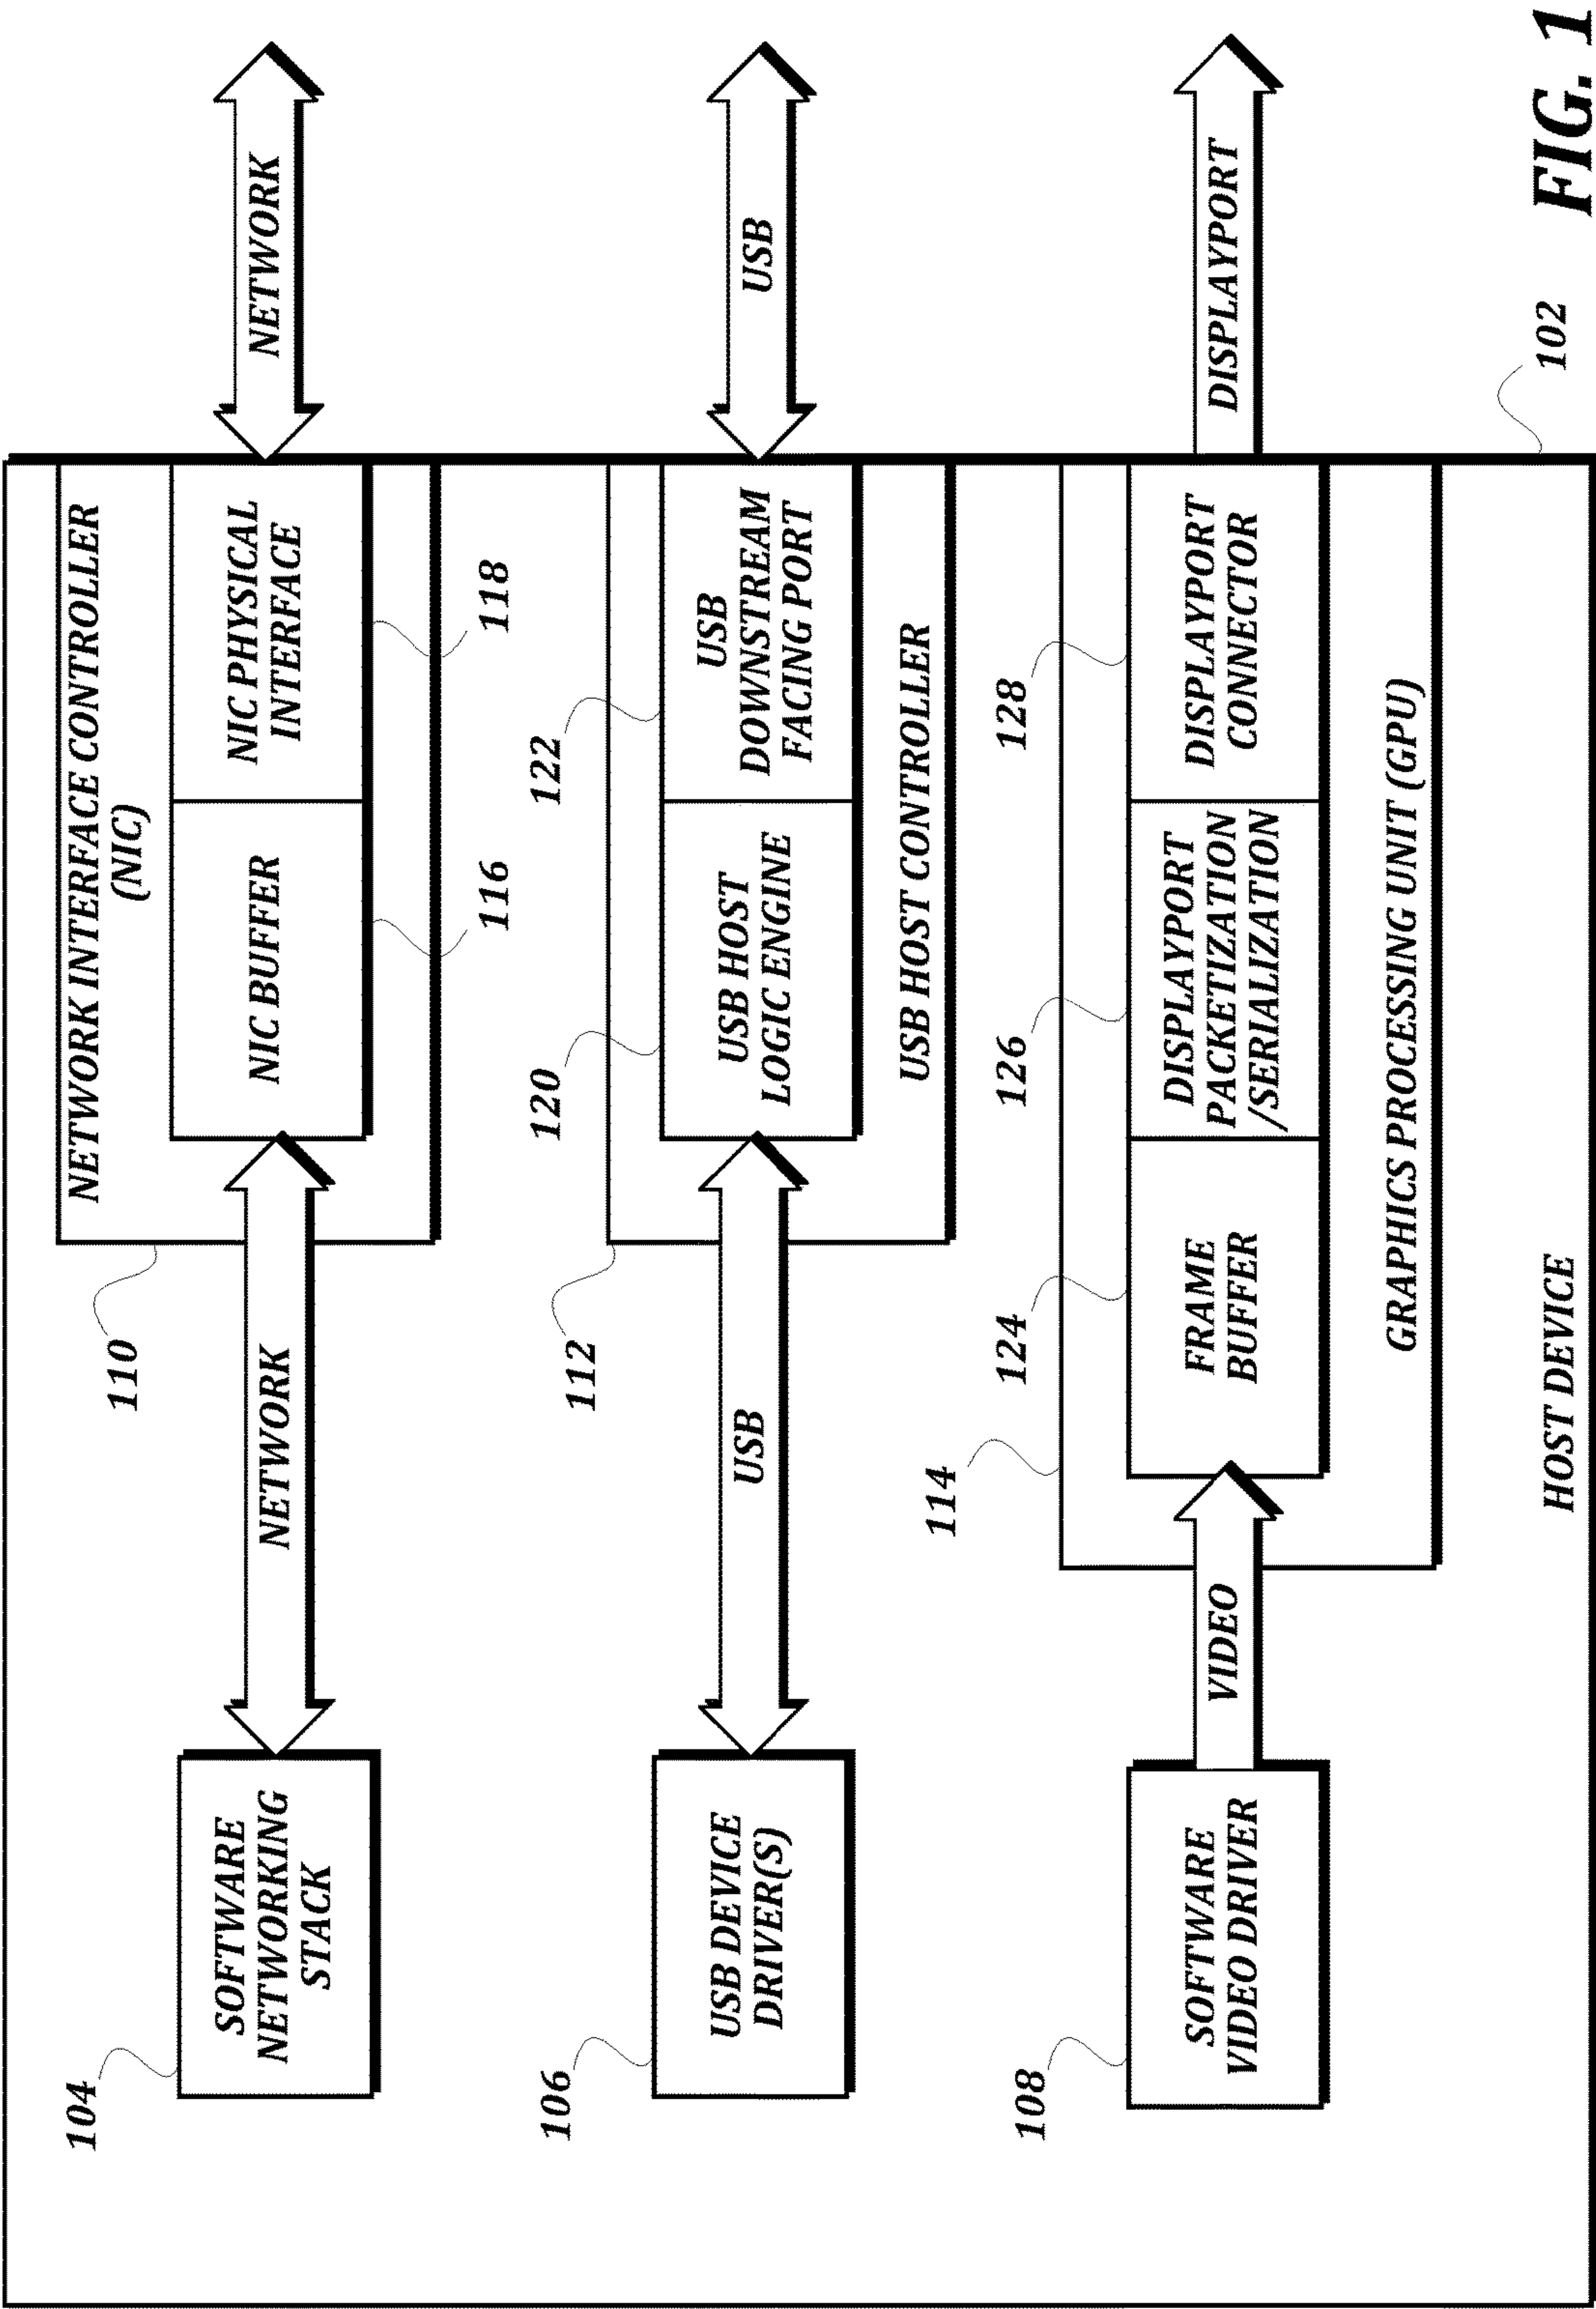 104
SOFTWARE
NETWORKING
STACK
NETWORK
110
NETWORK INTERFACE CONTROLLER
(NIC)
NIC BUFFER
NIC PHYSICAL
INTERFACE
116
118
NETWORK
106
USB DEVICE
DRIVER(S)
USB
112
120
122
USB HOST
LOGIC ENGINE
USB
DOWNSTREAM
FACING PORT
USB HOST CONTROLLER
USB
108
SOFTWARE
VIDEO DRIVER
VIDEO
114
124
126
128
FRAME
BUFFER
DISPLAYPORT
PACKETIZATION
/SERIALIZATION
DISPLAYPORT
CONNECTOR
GRAPHICS PROCESSING UNIT (GPU)
DISPLAYPORT
HOST DEVICE
102
FIG. 1